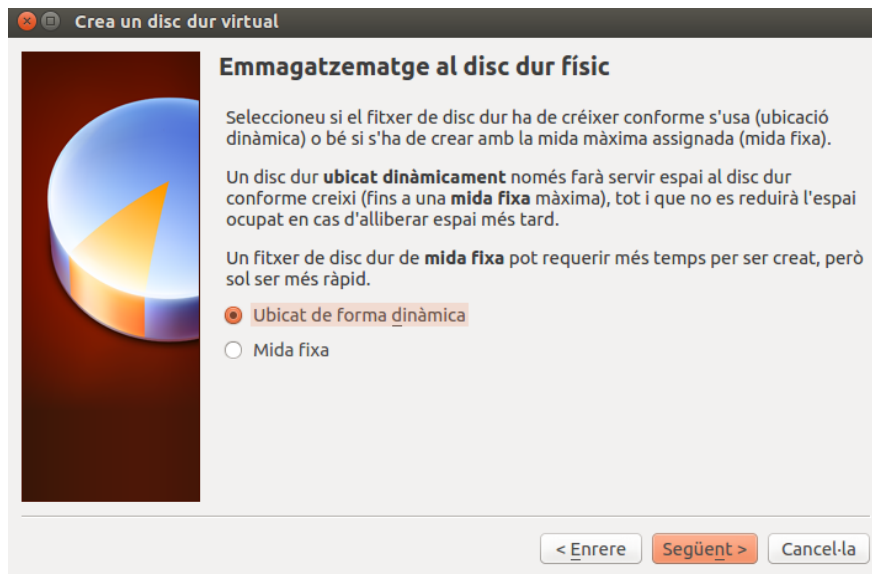 Crea un disc dur virtual
Emmagatzematge al disc dur físic
Seleccioneu si el fitxer de disc dur ha de créixer conforme s'usa (ubicació
dinàmica) o bé si s'ha de crear amb la mida màxima assignada (mida fixa).
Un disc dur ubicat dinàmicament només farà servir espai al disc dur
conforme creixi (fins a una mida fixa màxima), tot i que no es reduirà l'espai
ocupat en cas d'alliberar espai més tard.
Un fitxer de disc dur de mida fixa pot requerir més temps per ser creat, però
sol ser més ràpid.
Ubicat de forma dinàmica
Mida fixa
< Enrere
Següent >
Cancel·la